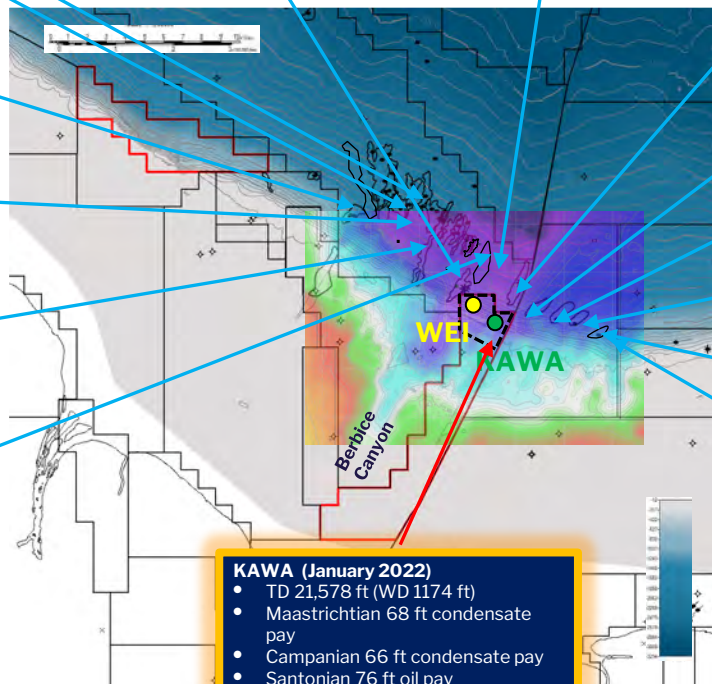 WEI
KAWA
Berbice
Canyon
KAWA (January 2022)
• TD 21,578 ft (WD 1174 ft)
• Maastrichtian 68 ft condensate
pay
• Campanian 66 ft condensate pay
• Santonian 76 ft oil pay